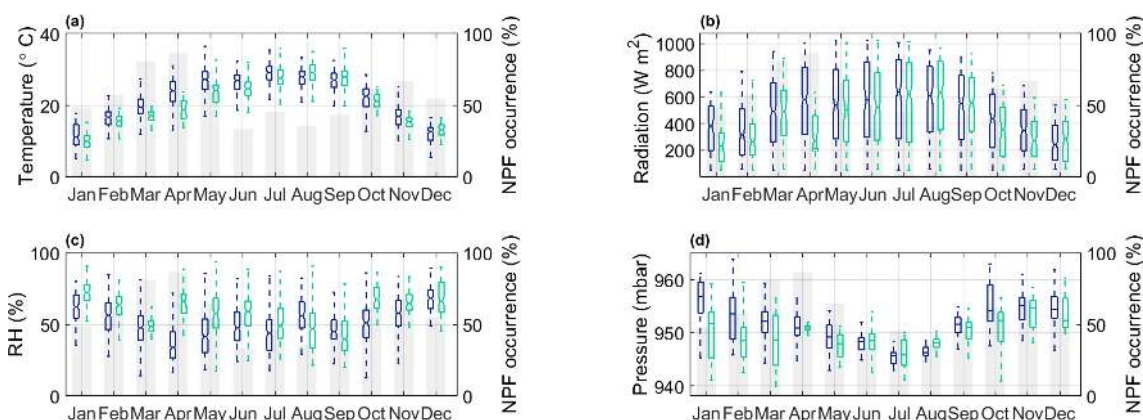 (a)
Temperature (° C)
40
20
0
100
50
0
NPF occurrence (%)
Jan Feb Mar Apr May Jun Jul Aug Sep Oct Nov Dec
(b)
Radiation (W m²)
1000
800
600
400
200
100
50
0
NPF occurrence (%)
Jan Feb Mar Apr May Jun Jul Aug Sep Oct Nov Dec
(c)
RH (%)
100
50
0
100
50
0
NPF occurrence (%)
Jan Feb Mar Apr May Jun Jul Aug Sep Oct Nov Dec
(d)
Pressure (mbar)
960
950
940
100
50
0
NPF occurrence (%)
Jan Feb Mar Apr May Jun Jul Aug Sep Oct Nov Dec